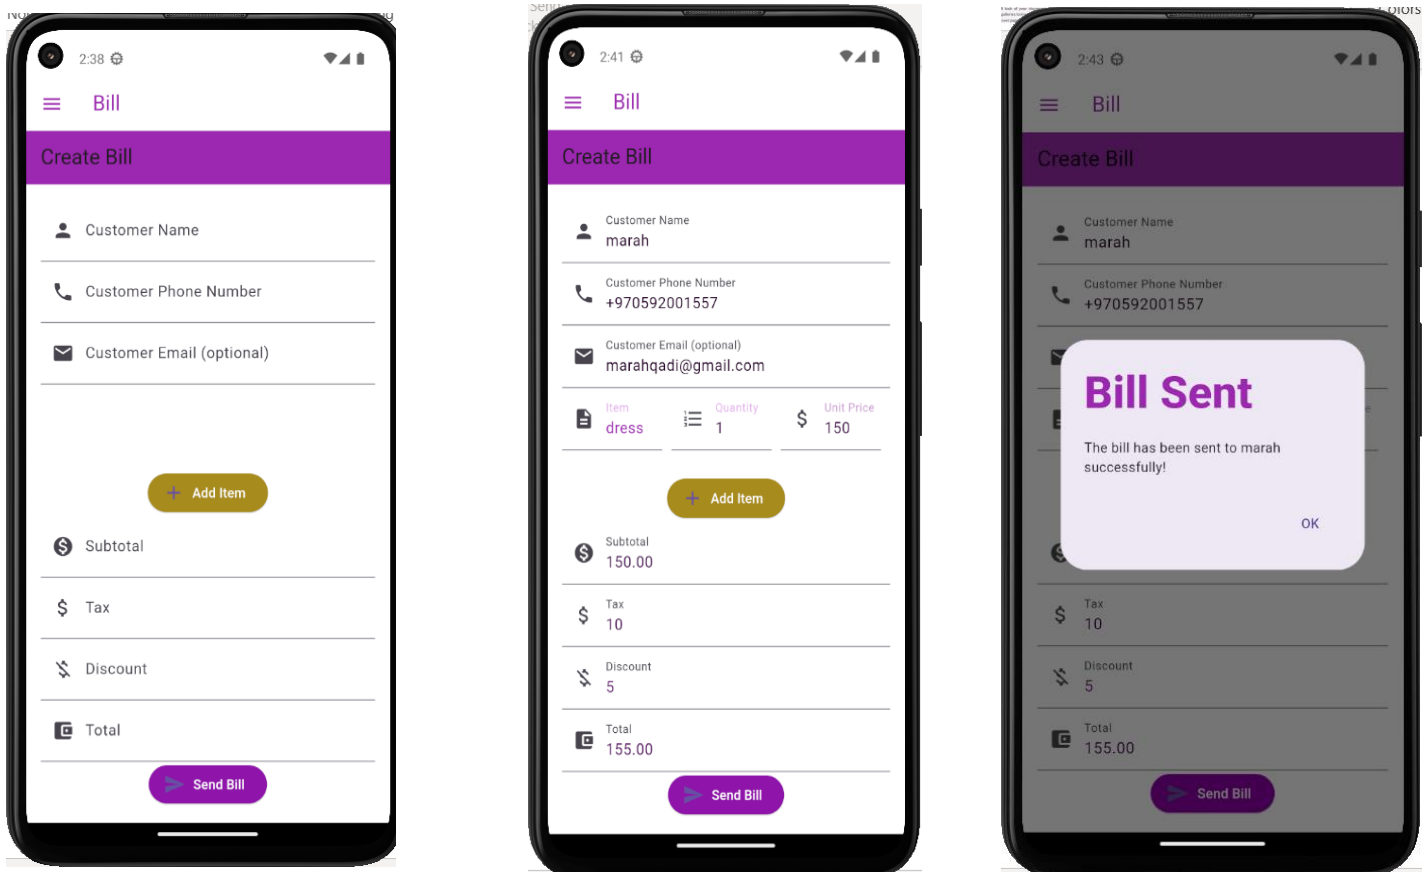 2:38
Bill
Create Bill
Customer Name
Customer Phone Number
Customer Email (optional)
Add Item
Subtotal
Tax
Discount
Total
Send Bill
2:41
Bill
Create Bill
Customer Name
marah
Customer Phone Number
+970592001557
Customer Email (optional)
marahqadi@gmail.com
Item Quantity Unit Price
dress 1 150
Add Item
Subtotal
150.00
Tax
10
Discount
5
Total
155.00
Send Bill
2:43
Bill
Create Bill
Customer Name
marah
Customer Phone Number
+970592001557
Bill Sent
The bill has been sent to marah
successfully!
OK
Tax
10
Discount
5
Total
155.00
Send Bill